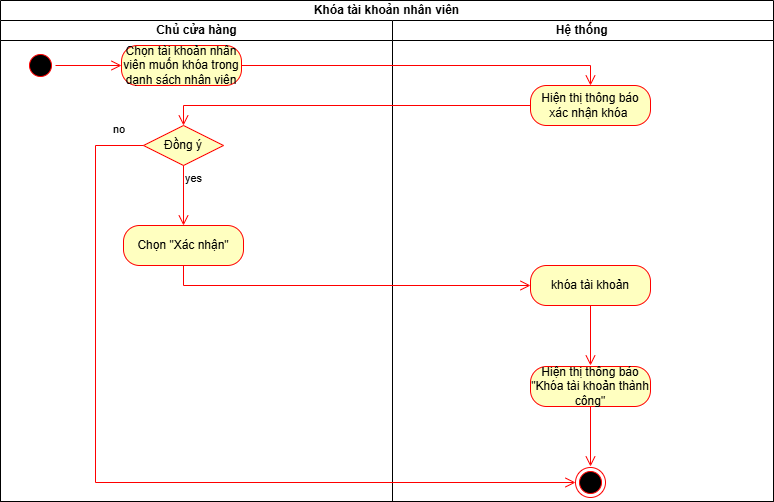 Khóa tài khoản nhân viên
Chủ cửa hàng
Hệ thống
Chọn tài khoản nhân
viên muốn khóa trong
danh sách nhân viên
Hiện thị thông báo
xác nhận khóa
no
Đồng ý
yes
Chọn "Xác nhận"
khóa tài khoản
Hiện thị thông báo
"Khóa tài khoản thành
công"